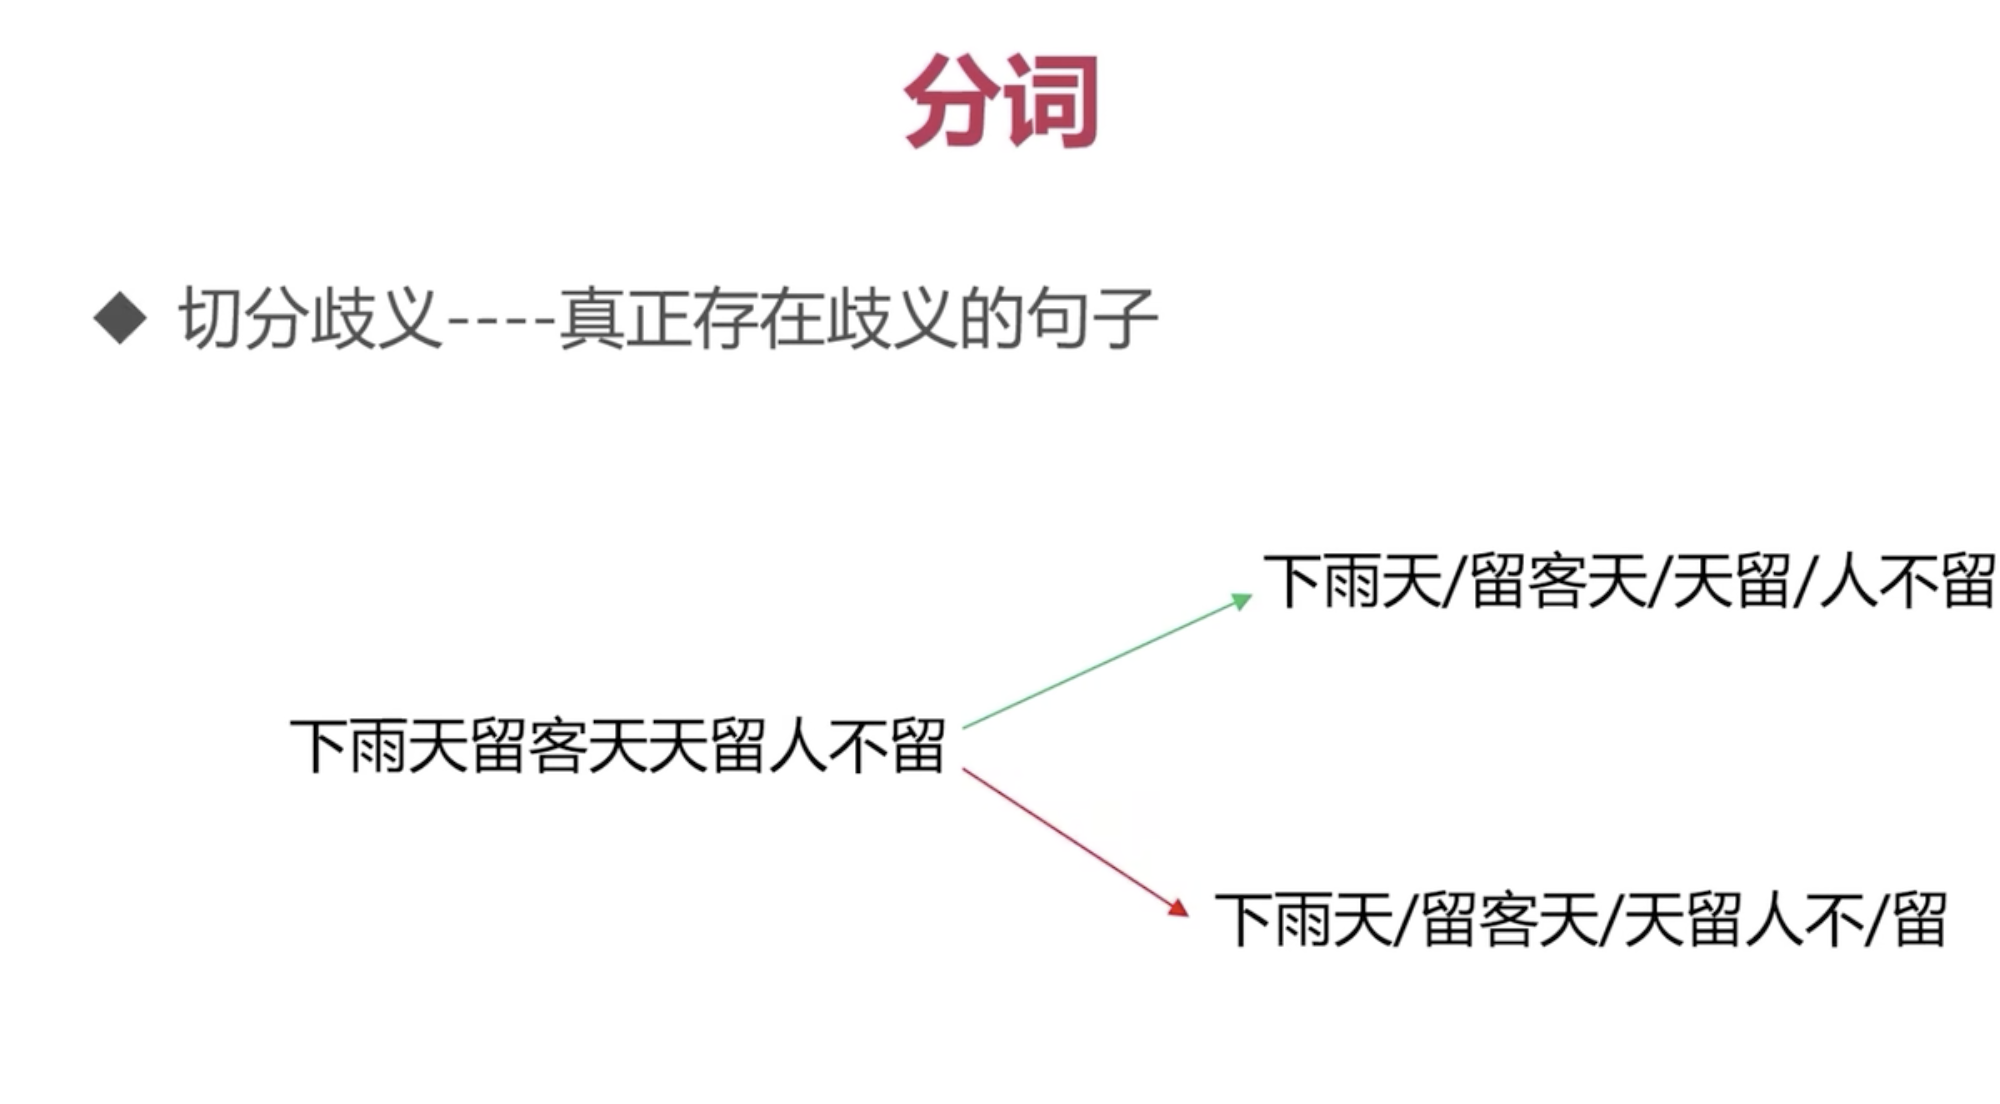 分词
◆ 切分歧义----真正存在歧义的句子
下雨天/留客天/天留/人不留
下雨天留客天天留人不留
下雨天/留客天/天留人不/留